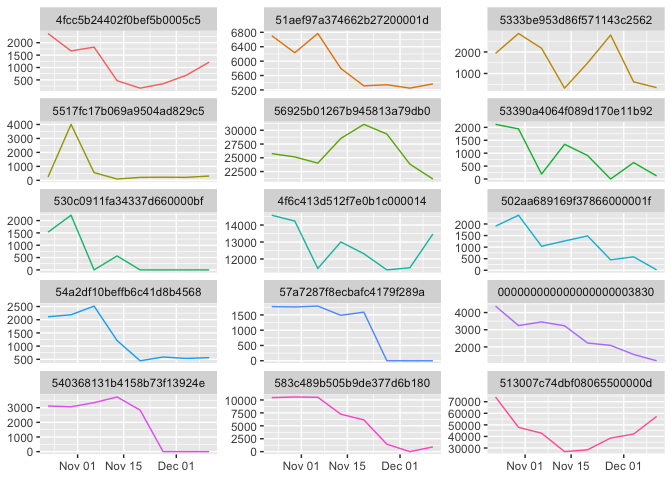 4fcc5b24402f0bef5b0005c5 51aef97a374662b27200001d 5333be953d86f571143c2562
2000 1500 1000 500
6800 6400 6000 5600 5200
2000 1000
5517fc17b069a9504ad829c5 56925b01267b945813a79db0 53390a4064f089d170e11b92
4000 3000 2000 1000 0
30000 27500 25000 22500
2000 1500 1000 500 0
530c0911fa34337d660000bf 4f6c413d512f7e0b1c000014 502aa689169f37866000001f
2000 1500 1000 500 0
14000 13000 12000
2000 1500 1000 500 0
54a2df10beffb6c41d8b4568 57a7287f8ecbafc4179f289a
2500 2000 1500 1000 500
1500 1000 500 0
4000 3000 2000
540368131b4158b73f13924e 583c489b505b9de377d6b180 513007c74dbf08065500000d
3000 2000 1000 0
10000 7500 5000 2500 0
70000 60000 50000 40000 30000
Nov 01 Nov 15 Dec 01 Nov 01 Nov 15 Dec 01 Nov 01 Nov 15 Dec 01